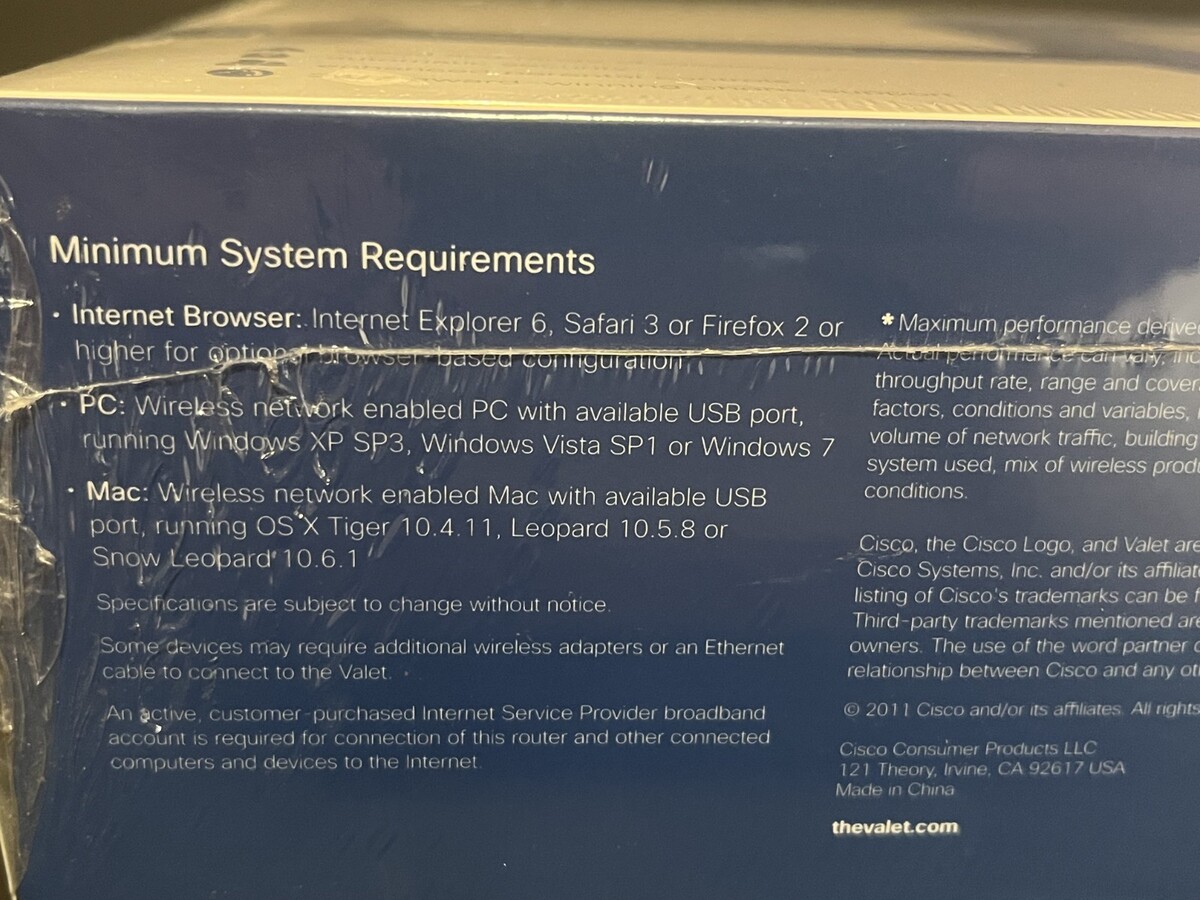 Minimum System Requirements
• Internet Browser: Internet Explorer 6, Safari 3 or Firefox 2 or
higher for optional browser-based configuration
• PC: Wireless network enabled PC with available USB port,
running Windows XP SP3, Windows Vista SP1 or Windows 7
• Mac: Wireless network enabled Mac with available USB
port, running OS X Tiger 10.4.11, Leopard 10.5.8 or
Snow Leopard 10.6.1
Specifications are subject to change without notice.
Some devices may require additional wireless adapters or an Ethernet
cable to connect to the Valet.
An active, customer-purchased Internet Service Provider broadband
account is required for connection of this router and other connected
computers and devices to the Internet.
* Maximum performance
Actual performance can vary,
throughput rate, range and
factors, conditions and variables,
volume of network traffic, building
system used, mix of wireless
conditions.
Cisco, the Cisco Logo, and Valet are
Cisco Systems, Inc. and/or its
listing of Cisco's trademarks can be
Third-party trademarks mentioned are
owners. The use of the word partner
relationship between Cisco and any
© 2011 Cisco and/or its affiliates. All rights
Cisco Consumer Products LLC
121 Theory, Irvine, CA 92617 USA
Made in China
thevalet.com